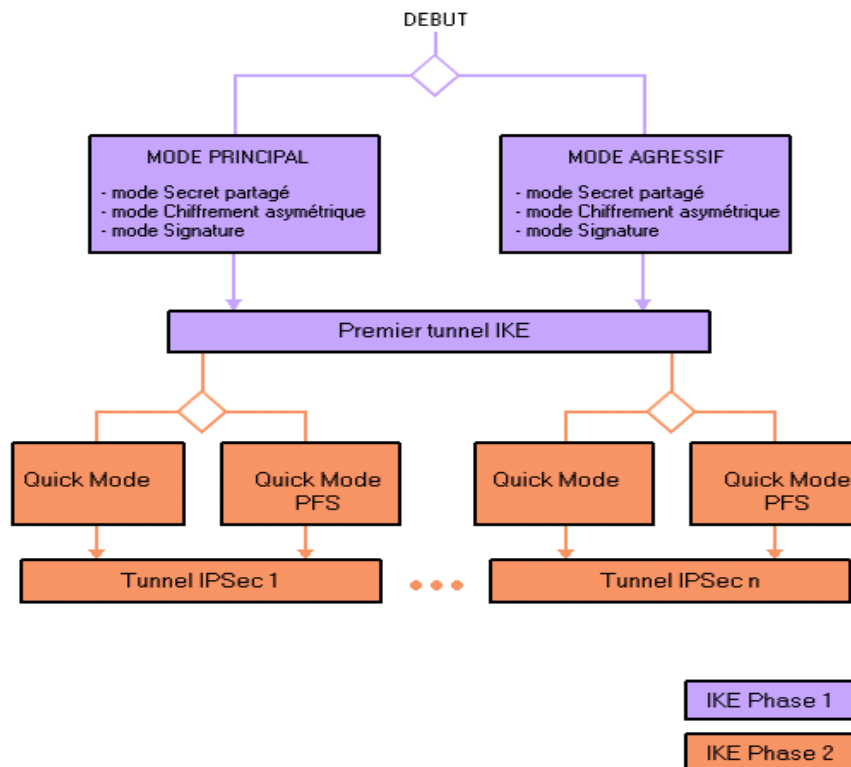 DEBUT
MODE PRINCIPAL
- mode Secret partagé
- mode Chiffrement asymétrique
- mode Signature
MODE AGRESSIF
- mode Secret partagé
- mode Chiffrement asymétrique
- mode Signature
Premier tunnel IKE
Quick Mode
Quick Mode
PFS
Quick Mode
Quick Mode
PFS
Tunnel IPSec 1
Tunnel IPSec n
IKE Phase 1
IKE Phase 2